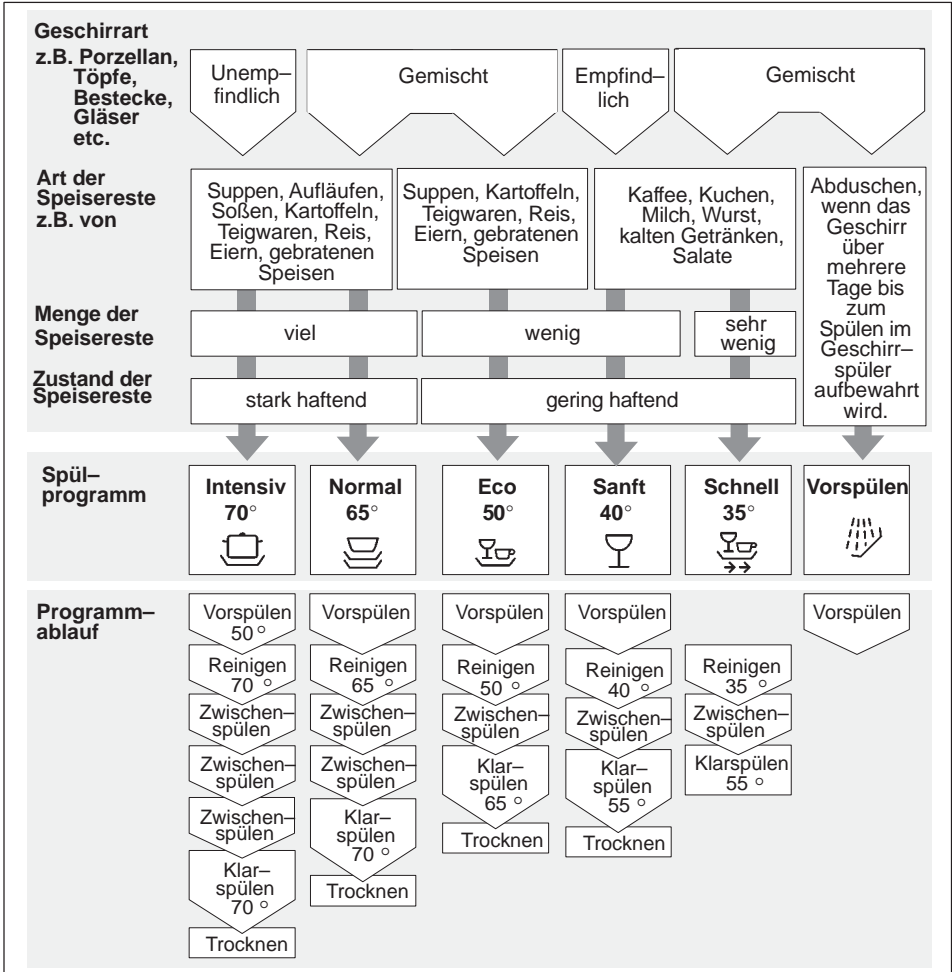 Geschirrart
z.B. Porzellan,
Töpfe,
Bestecke,
Gläser
etc.
Unemp–
findlich
Gemischt
Empfind–
lich
Gemischt
Art der
Speisereste
z.B. von
Suppen, Aufläufen,
Soßen, Kartoffeln,
Teigwaren, Reis,
Eiern, gebratenen
Speisen
Suppen, Kartoffeln,
Teigwaren, Reis,
Eiern, gebratenen
Speisen
Kaffee, Kuchen,
Milch, Wurst,
kalten Getränken,
Salate
Abduschen,
wenn das
Geschirr
über
mehrere
Tage bis
zum
Spülen im
Geschirr–
spüler
aufbewahrt
wird.
Menge der
Speisereste
viel
wenig
sehr
wenig
Zustand der
Speisereste
stark haftend
gering haftend
Spül–
programm
Intensiv
70°
Normal
65°
Eco
50°
Sanft
40°
Schnell
35°
Vorspülen
Programm–
ablauf
Vorspülen
50 °
Reinigen
70 °
Zwischen–
spülen
Zwischen–
spülen
Zwischen–
spülen
Klar–
spülen
70 °
Trocknen
Vorspülen
Reinigen
65 °
Zwischen–
spülen
Zwischen–
spülen
Klar–
spülen
70 °
Trocknen
Vorspülen
Reinigen
50 °
Zwischen–
spülen
Klar–
spülen
65 °
Trocknen
Vorspülen
Reinigen
40 °
Zwischen–
spülen
Klar–
spülen
55 °
Trocknen
Reinigen
35 °
Zwischen–
spülen
Klarspülen
55 °
Vorspülen